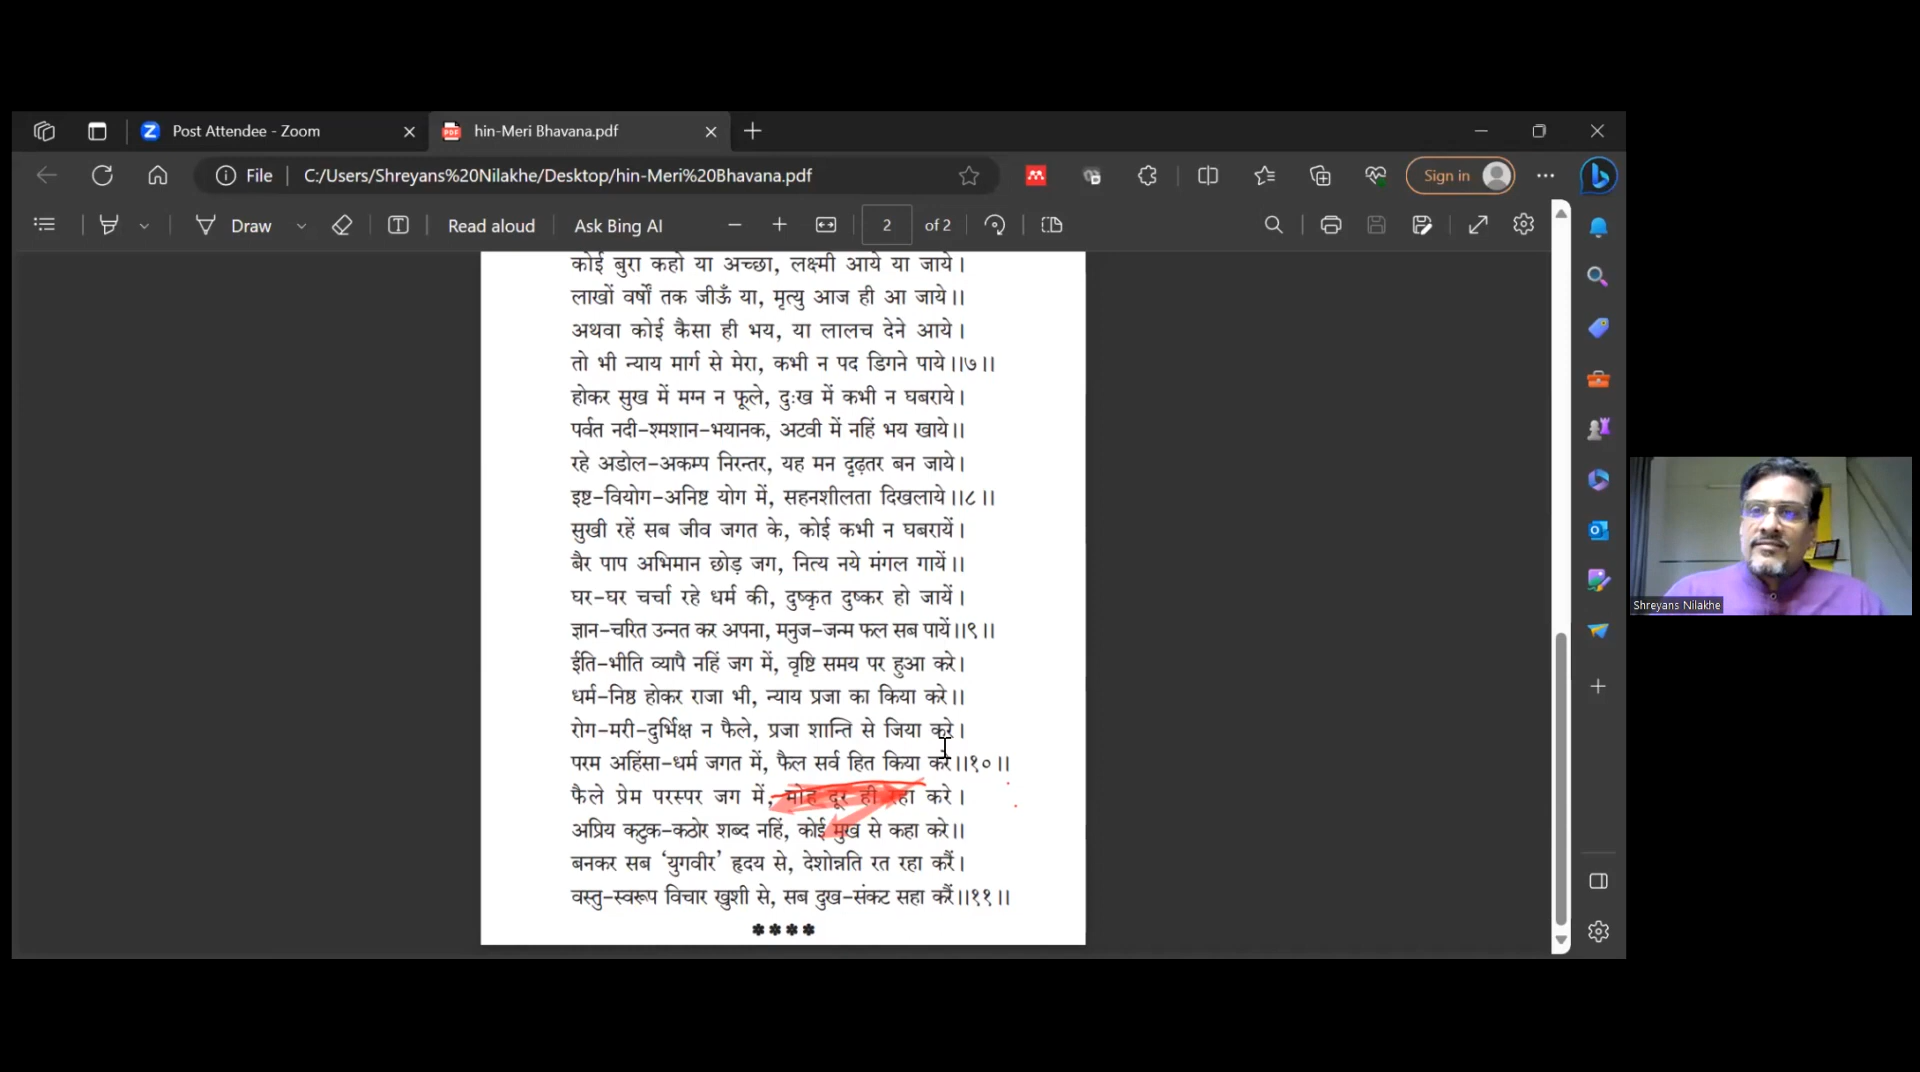 Post Attendee - Zoom
hin-Meri Bhavana.pdf
File
C:/Users/Shreyans%20Nilakhe/Desktop/hin-Meri%20Bhavana.pdf
Sign in
Draw
Read aloud
Ask Bing AI
2
of 2
कोई बुरा कहो या अच्छा, लक्ष्मी आये या जाये।
लाखों वर्षों तक जीऊँ या, मृत्यु आज ही आ जाये।।
अथवा कोई कैसा ही भय, या लालच देने आये।
तो भी न्याय मार्ग से मेरा, कभी न पद डिगने पाये।।७।।
होकर सुख में मग्न न फूले, दुःख में कभी न घबराये।
पर्वत नदी-श्मशान-भयानक, अटवी में नहिं भय खाये।।
रहे अडोल-अकम्प निरन्तर, यह मन दृढ़तर बन जाये।
इष्ट-वियोग-अनिष्ट योग में, सहनशीलता दिखलाये।।८।।
सुखी रहें सब जीव जगत के, कोई कभी न घबरायें।
बैर पाप अभिमान छोड़ जग, नित्य नये मंगल गायें।।
घर-घर चर्चा रहे धर्म की, दुष्कृत दुष्कर हो जायें।
ज्ञान-चरित उन्नत कर अपना, मनुज-जन्म फल सब पायें।।९।।
ईति-भीति व्यापै नहिं जग में, वृष्टि समय पर हुआ करे।
धर्म-निष्ठ होकर राजा भी, न्याय प्रजा का किया करे।।
रोग-मरी-दुर्भिक्ष न फैले, प्रजा शान्ति से जिया करे।
परम अहिंसा-धर्म जगत में, फैल सर्व हित किया करे।।१०।।
फैले प्रेम परस्पर जग में, मोह दूर ही रहा करे।
अप्रिय कटुक-कठोर शब्द नहिं, कोई मुख से कहा करे।।
बनकर सब ‘युगवीर’ हृदय से, देशोन्नति रत रहा करैं।
वस्तु-स्वरूप विचार खुशी से, सब दुख-संकट सहा करैं।।११।।
****
Shreyans Nilakhe